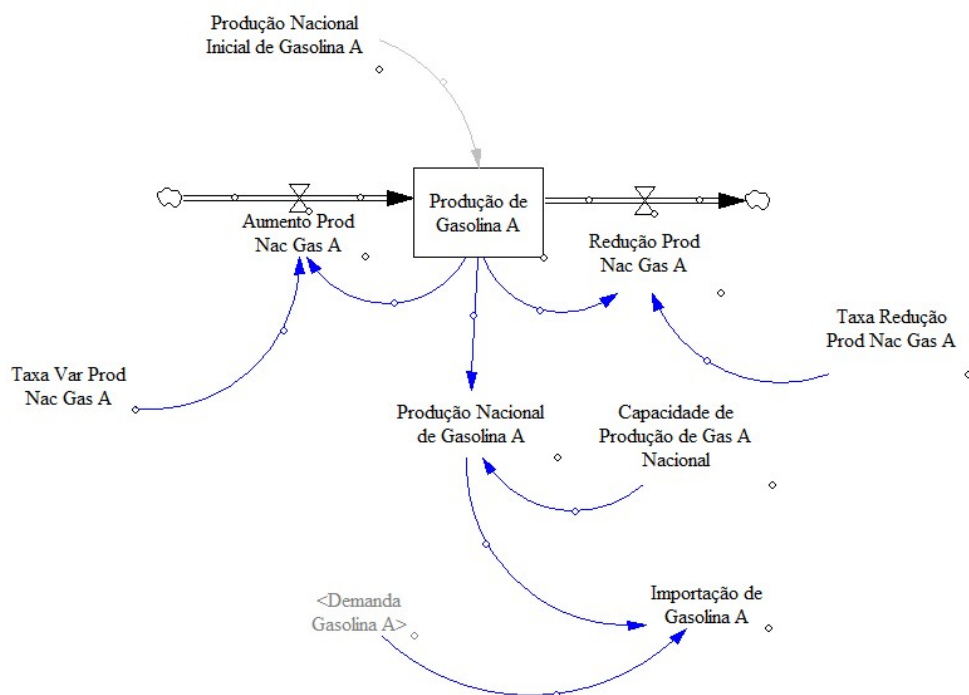 Produção Nacional
Inicial de Gasolina A
Produção de
Gasolina A
Aumento Prod
Nac Gas A
Redução Prod
Nac Gas A
Taxa Redução
Prod Nac Gas A
Taxa Var Prod
Nac Gas A
Produção Nacional
de Gasolina A
Capacidade de
Produção de Gas A
Nacional
Importação de
Gasolina A
<Demanda
Gasolina A>